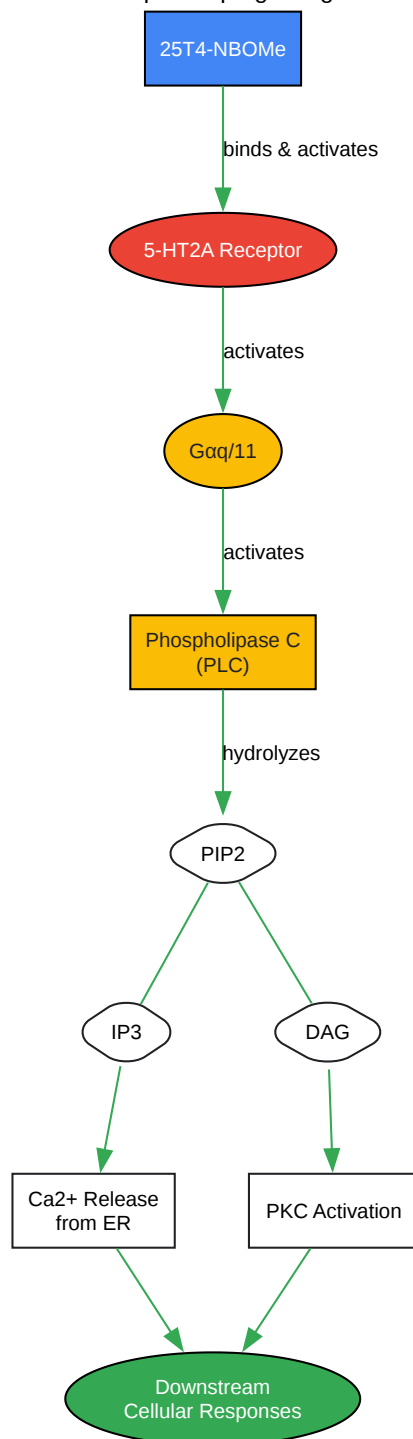 25T4-NBOMe
binds & activates
5-HT2A Receptor
activates
Gαq/11
activates
Phospholipase C
(PLC)
hydrolyzes
PIP2
IP3
DAG
Ca2+ Release
from ER
PKC Activation
Downstream
Cellular Responses